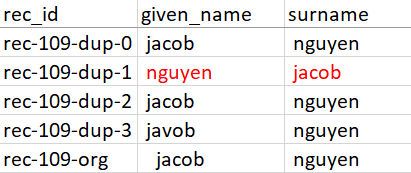 rec_id given_name surname
rec-109-dup-0 jacob nguyen
rec-109-dup-1 nguyen jacob
rec-109-dup-2 jacob nguyen
rec-109-dup-3 javob nguyen
rec-109-org jacob nguyen